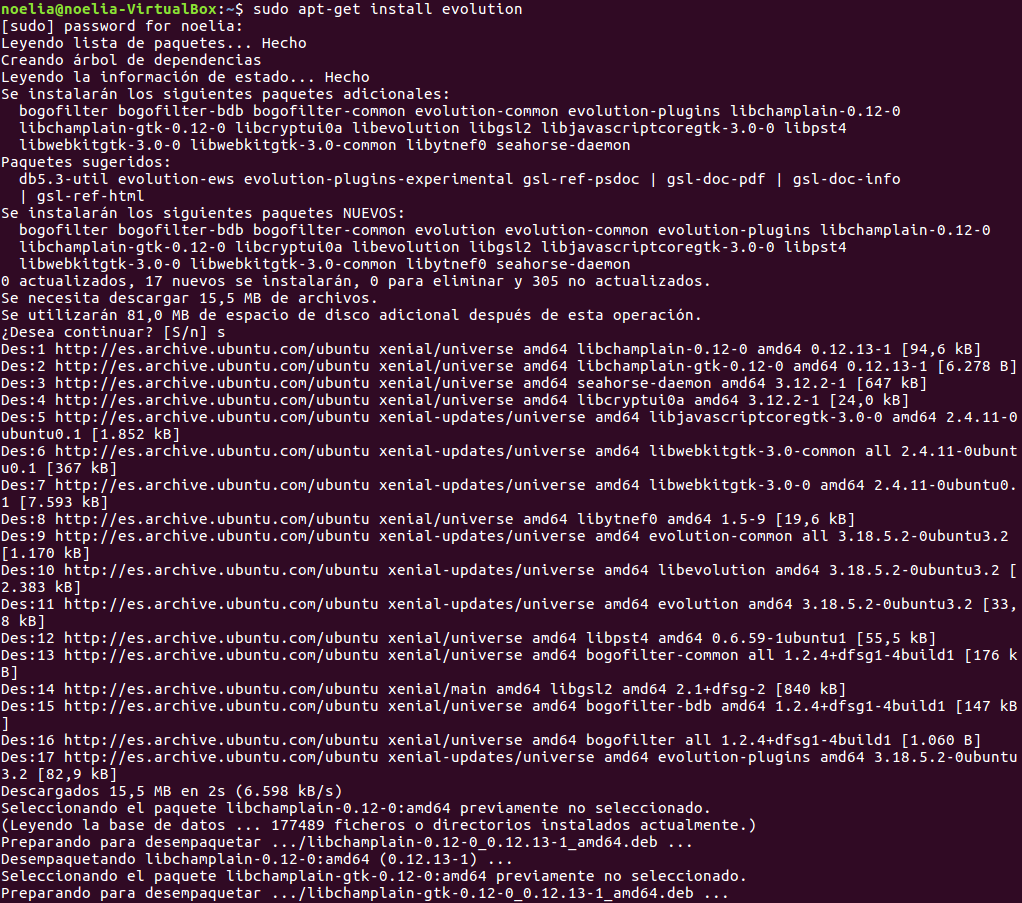 noelia@noelia-VirtualBox:~$ sudo apt-get install evolution
[sudo] password for noelia:
Leyendo lista de paquetes... Hecho
Creando árbol de dependencias
Leyendo la información de estado... Hecho
Se instalarán los siguientes paquetes adicionales:
  bogofilter bogofilter-bdb bogofilter-common evolution-common evolution-plugins libchamplain-0.12-0
  libchamplain-gtk-0.12-0 libcryptui0a libevolution libgsl2 libjavascriptcoregtk-3.0-0 libpst4
  libwebkitgtk-3.0-0 libwebkitgtk-3.0-common libytnef0 seahorse-daemon
Paquetes sugeridos:
  db5.3-util evolution-ews evolution-plugins-experimental gsl-ref-psdoc | gsl-doc-pdf | gsl-doc-info
  | gsl-ref-html
Se instalarán los siguientes paquetes NUEVOS:
  bogofilter bogofilter-bdb bogofilter-common evolution evolution-common evolution-plugins libchamplain-0.12-0
  libchamplain-gtk-0.12-0 libcryptui0a libevolution libgsl2 libjavascriptcoregtk-3.0-0 libpst4
  libwebkitgtk-3.0-0 libwebkitgtk-3.0-common libytnef0 seahorse-daemon
0 actualizados, 17 nuevos se instalarán, 0 para eliminar y 305 no actualizados.
Se necesita descargar 15,5 MB de archivos.
Se utilizarán 81,0 MB de espacio de disco adicional después de esta operación.
¿Desea continuar? [S/n] s
Des:1 http://es.archive.ubuntu.com/ubuntu xenial/universe amd64 libchamplain-0.12-0 amd64 0.12.13-1 [94,6 kB]
Des:2 http://es.archive.ubuntu.com/ubuntu xenial/universe amd64 libchamplain-gtk-0.12-0 amd64 0.12.13-1 [6.278 B]
Des:3 http://es.archive.ubuntu.com/ubuntu xenial/universe amd64 seahorse-daemon amd64 3.12.2-1 [647 kB]
Des:4 http://es.archive.ubuntu.com/ubuntu xenial/universe amd64 libcryptui0a amd64 3.12.2-1 [24,0 kB]
Des:5 http://es.archive.ubuntu.com/ubuntu xenial-updates/universe amd64 libjavascriptcoregtk-3.0-0 amd64 2.4.11-0
ubuntu0.1 [1.852 kB]
Des:6 http://es.archive.ubuntu.com/ubuntu xenial-updates/universe amd64 libwebkitgtk-3.0-common all 2.4.11-0ubunt
u0.1 [367 kB]
Des:7 http://es.archive.ubuntu.com/ubuntu xenial-updates/universe amd64 libwebkitgtk-3.0-0 amd64 2.4.11-0ubuntu0.
1 [7.593 kB]
Des:8 http://es.archive.ubuntu.com/ubuntu xenial/universe amd64 libytnef0 amd64 1.5-9 [19,6 kB]
Des:9 http://es.archive.ubuntu.com/ubuntu xenial-updates/universe amd64 evolution-common all 3.18.5.2-0ubuntu3.2
[1.170 kB]
Des:10 http://es.archive.ubuntu.com/ubuntu xenial-updates/universe amd64 libevolution amd64 3.18.5.2-0ubuntu3.2 [
2.383 kB]
Des:11 http://es.archive.ubuntu.com/ubuntu xenial-updates/universe amd64 evolution amd64 3.18.5.2-0ubuntu3.2 [33,
8 kB]
Des:12 http://es.archive.ubuntu.com/ubuntu xenial/universe amd64 libpst4 amd64 0.6.59-1ubuntu1 [55,5 kB]
Des:13 http://es.archive.ubuntu.com/ubuntu xenial/universe amd64 bogofilter-common all 1.2.4+dfsg1-4build1 [176 k
B]
Des:14 http://es.archive.ubuntu.com/ubuntu xenial/main amd64 libgsl2 amd64 2.1+dfsg-2 [840 kB]
Des:15 http://es.archive.ubuntu.com/ubuntu xenial/universe amd64 bogofilter-bdb amd64 1.2.4+dfsg1-4build1 [147 kB
]
Des:16 http://es.archive.ubuntu.com/ubuntu xenial/universe amd64 bogofilter all 1.2.4+dfsg1-4build1 [1.060 B]
Des:17 http://es.archive.ubuntu.com/ubuntu xenial-updates/universe amd64 evolution-plugins amd64 3.18.5.2-0ubuntu
3.2 [82,9 kB]
Descargados 15,5 MB en 2s (6.598 kB/s)
Seleccionando el paquete libchamplain-0.12-0:amd64 previamente no seleccionado.
(Leyendo la base de datos ... 177489 ficheros o directorios instalados actualmente.)
Preparando para desempaquetar .../libchamplain-0.12-0_0.12.13-1_amd64.deb ...
Desempaquetando libchamplain-0.12-0:amd64 (0.12.13-1) ...
Seleccionando el paquete libchamplain-gtk-0.12-0:amd64 previamente no seleccionado.
Preparando para desempaquetar .../libchamplain-gtk-0.12-0_0.12.13-1_amd64.deb ...